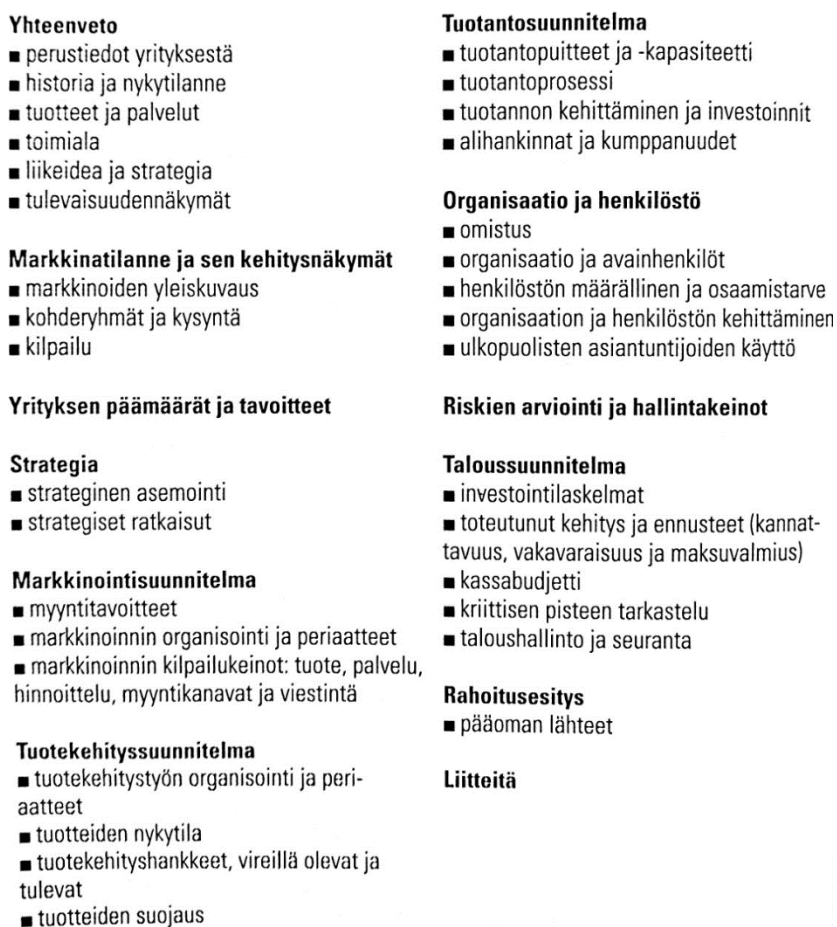 Yhteenveto
■ perustiedot yrityksestä
■ historia ja nykytilanne
■ tuotteet ja palvelut
■ toimiala
■ liikeidea ja strategia
■ tulevaisuudennäkymät
Markkinatilanne ja sen kehitysnäkymät
■ markkinoiden yleiskuvaus
■ kohderyhmät ja kysyntä
■ kilpailu
Yrityksen päämäärät ja tavoitteet
Strategia
■ strateginen asemointi
■ strategiset ratkaisut
Markkinointisuunnitelma
■ myyntitavoitteet
■ markkinoinnin organisointi ja periaatteet
■ markkinoinnin kilpailukeinot: tuote, palvelu,
hinnoittelu, myyntikanavat ja viestintä
Tuotekehityssuunnitelma
■ tuotekehitystyön organisointi ja peri-
aatteet
■ tuotteiden nykytila
■ tuotekehityshankkeet, vireillä olevat ja
tulevat
■ tuotteiden suojaus
Tuotantosuunnitelma
■ tuotantopuitteet ja -kapasiteetti
■ tuotantoprosessi
■ tuotannon kehittäminen ja investoinnit
■ alihankinnat ja kumppanuudet
Organisaatio ja henkilöstö
■ omistus
■ organisaatio ja avainhenkilöt
■ henkilöstön määrällinen ja osaamistarve
■ organisaation ja henkilöstön kehittäminen
■ ulkopuolisten asiantuntijoiden käyttö
Riskien arviointi ja hallintakeinot
Taloussuunnitelma
■ investointilaskelmat
■ toteutunut kehitys ja ennusteet (kannat-
tavuus, vakavaraisuus ja maksuvalmius)
■ kassabudjetti
■ kriittisen pisteen tarkastelu
■ taloushallinto ja seuranta
Rahoitusesitys
■ pääoman lähteet
Liitteitä